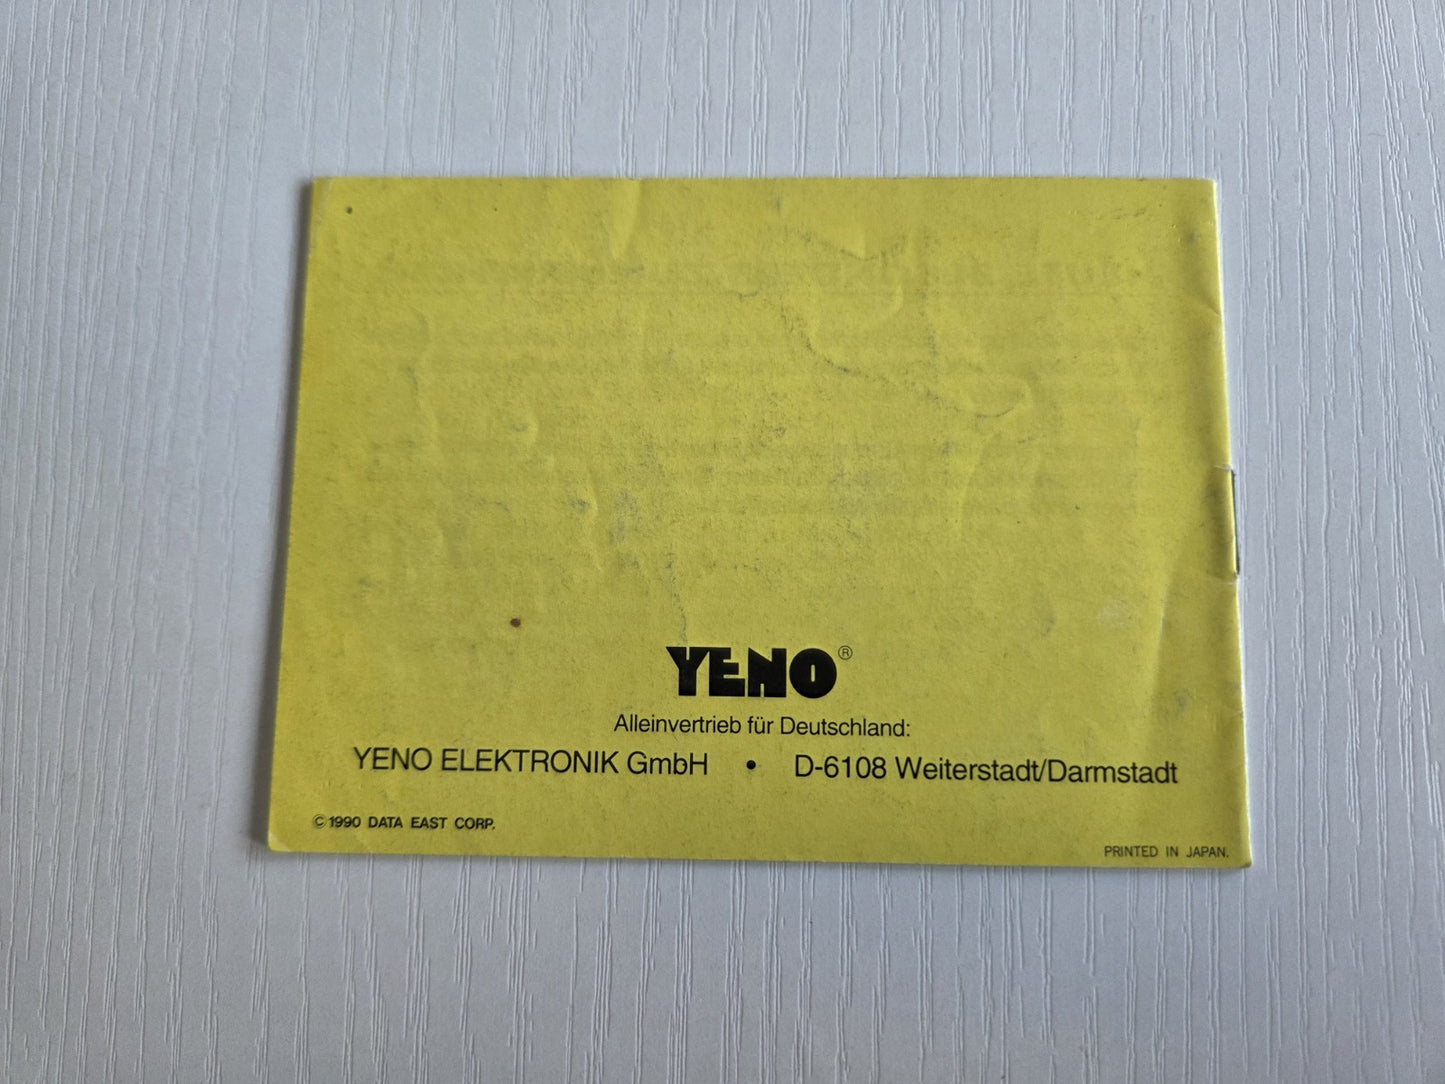 YENO®
Alleinvertrieb für Deutschland:
YENO ELEKTRONIK GmbH • D-6108 Weiterstadt/Darmstadt
© 1990 DATA EAST CORP.
PRINTED IN JAPAN.